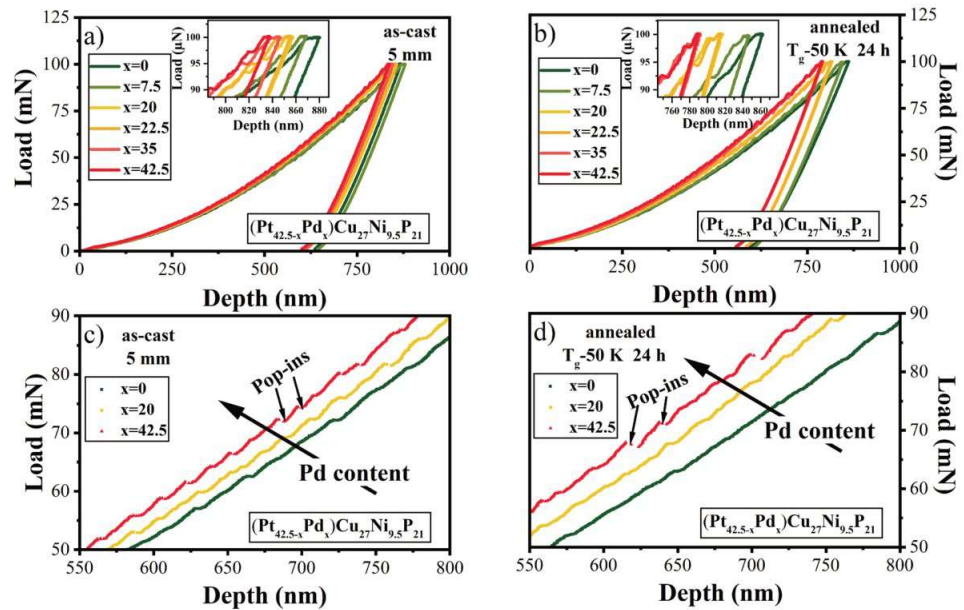 a)
as-cast
5 mm
Load (mN)
125
100
75
50
25
0
x=0
x=7.5
x=20
x=22.5
x=35
x=42.5
Load (µN)
100
95
90
800 820 840 860 880
Depth (nm)
(Pt42.5-xPdx)Cu27Ni9.5P21
0 250 500 750 1000
Depth (nm)
b)
annealed
Tg-50 K 24 h
x=0
x=7.5
x=20
x=22.5
x=35
x=42.5
Load (µN)
100
95
90
760 780 800 820 840 860
Depth (nm)
(Pt42.5-xPdx)Cu27Ni9.5P21
125
100
75
50
25
0
Load (mN)
0 250 500 750 1000
Depth (nm)
c)
as-cast
5 mm
Load (mN)
90
80
70
60
50
x=0
x=20
x=42.5
Pop-ins
Pd content
(Pt42.5-xPdx)Cu27Ni9.5P21
550 600 650 700 750 800
Depth (nm)
d)
annealed
Tg-50 K 24 h
x=0
x=20
x=42.5
Pop-ins
Pd content
(Pt42.5-xPdx)Cu27Ni9.5P21
90
80
70
60
50
Load (mN)
550 600 650 700 750 800
Depth (nm)